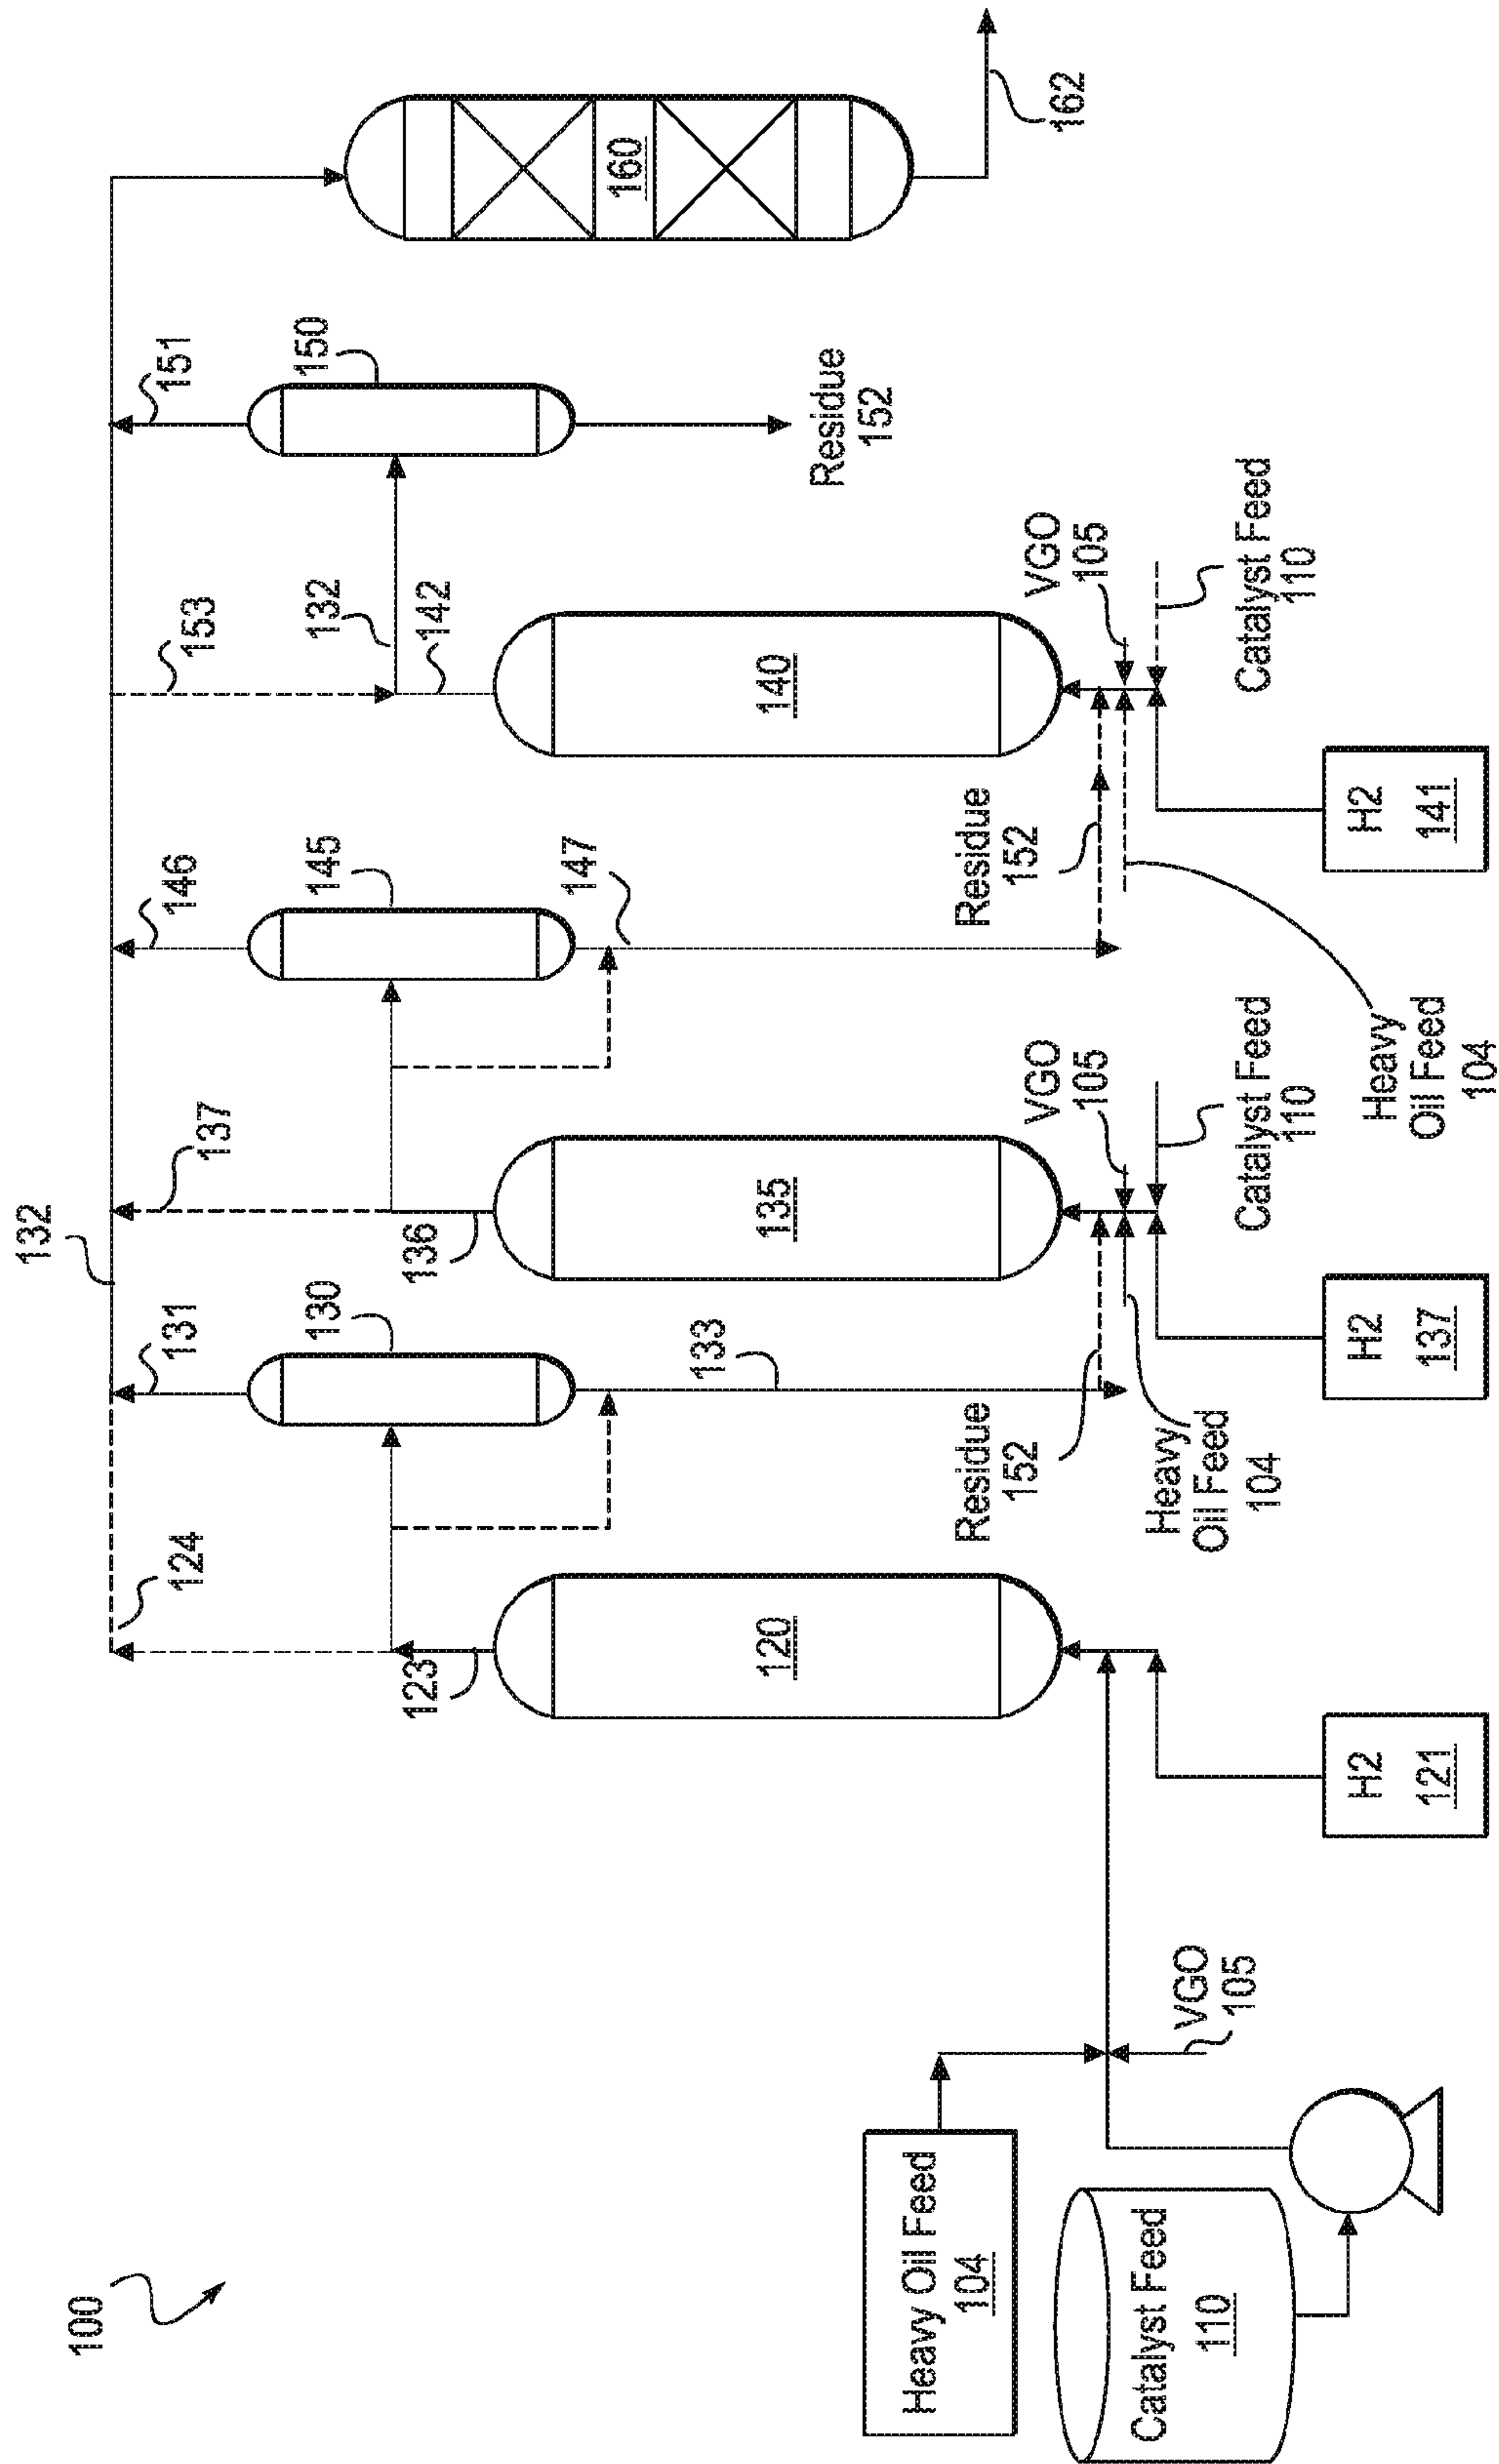 100
132
124
131
137
146
153
151
123
130
136
145
132
142
150
133
147
120
135
140
160
162
Residue
152
Residue
152
Residue
152
Heavy Oil Feed
104
VGO
105
Heavy
Oil Feed
104
VGO
105
Catalyst Feed
110
Heavy
Oil Feed
104
VGO
105
Catalyst Feed
110
Catalyst Feed
110
H2
121
H2
137
H2
141